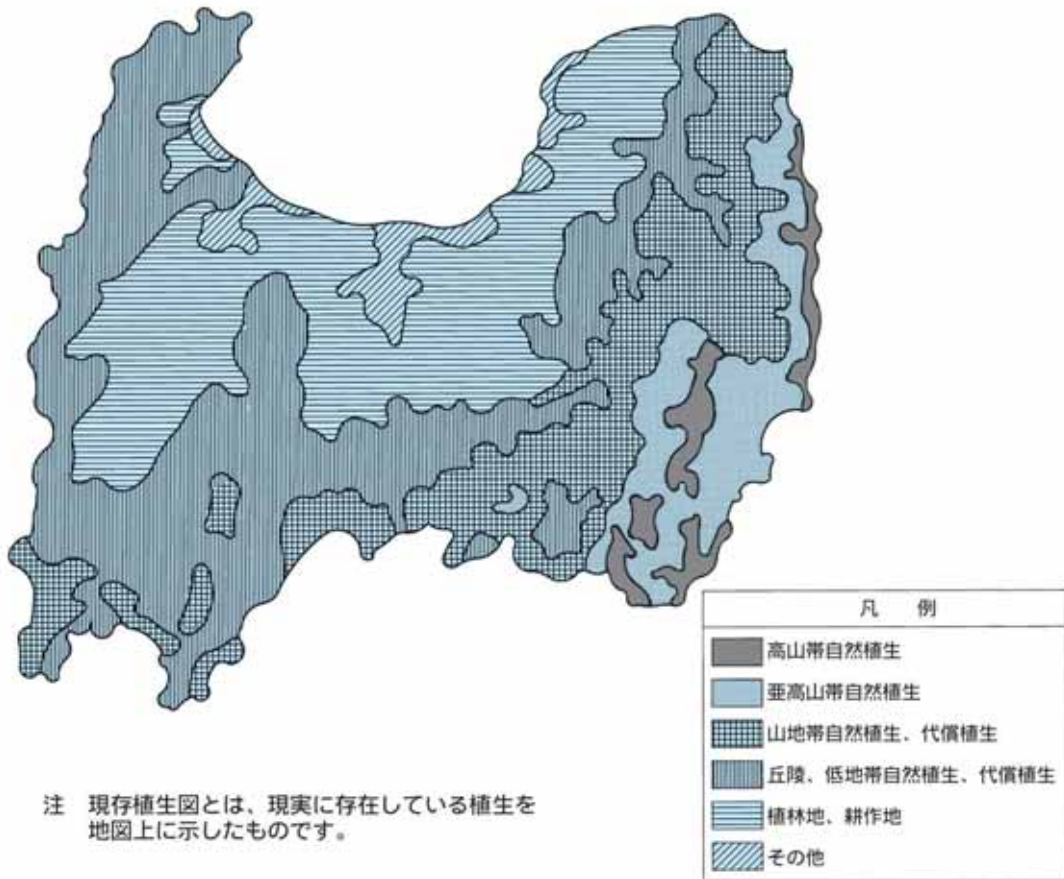 凡 例
高山帯自然植生
亜高山帯自然植生
山地帯自然植生、代償植生
丘陵、低地帯自然植生、代償植生
植林地、耕作地
その他
注 現存植生図とは、現実に存在している植生を
地図上に示したものです。